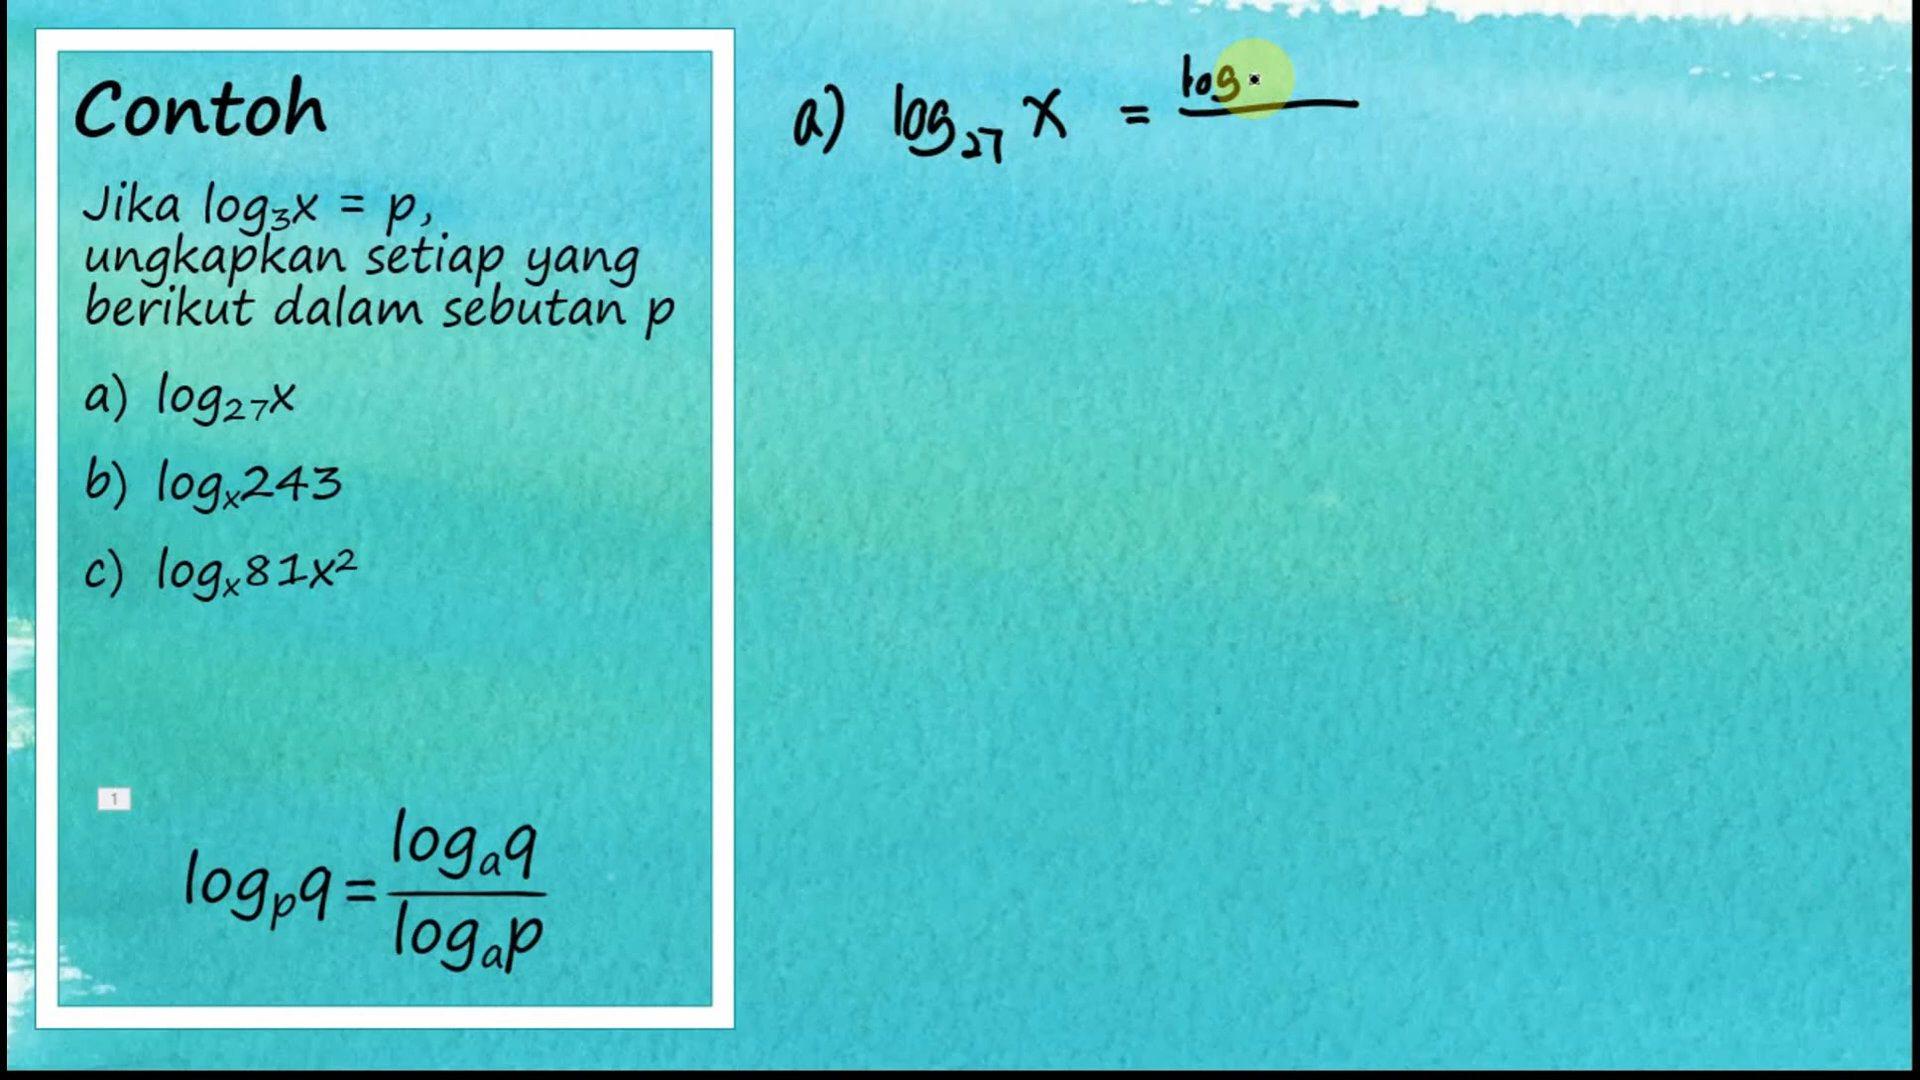 Contoh
Jika log₃x = p,
ungkapkan setiap yang
berikut dalam sebutan p
a) log₂₇x
b) logₓ243
c) logₓ81x²
1
logₚq = logₐq / logₐp
a) log₂₇ x = log